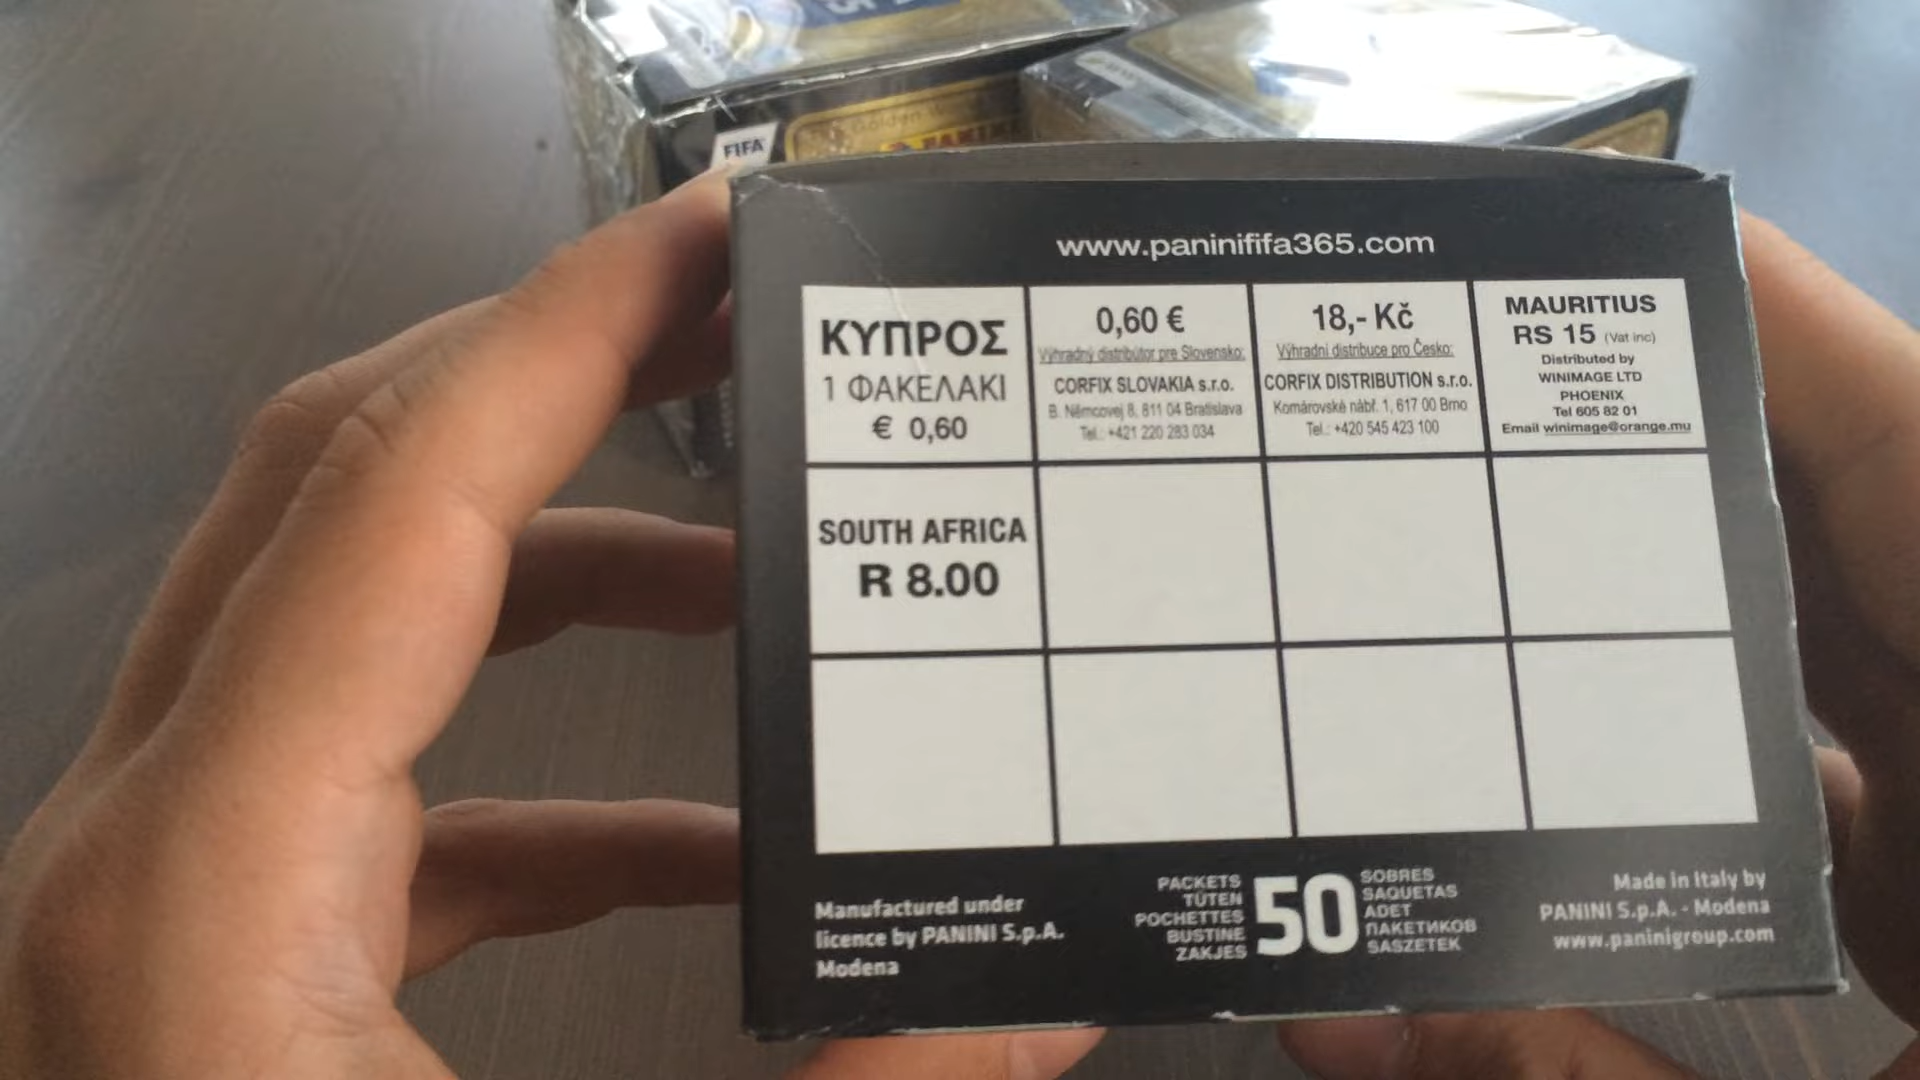 FIFA
Golden
PANINI
www.paninififa365.com
ΚΥΠΡΟΣ
1 ΦΑΚΕΛΑΚΙ
€ 0,60
0,60 €
Výhradný distribútor pre Slovensko:
CORFIX SLOVAKIA s.r.o.
B. Němcovej 8, 811 04 Bratislava
Tel.: +421 220 283 034
18,- Kč
Výhradní distribuce pro Česko:
CORFIX DISTRIBUTION s.r.o.
Komárovské nábř. 1, 617 00 Brno
Tel.: +420 545 423 100
MAURITIUS
RS 15 (Vat inc)
Distributed by
WINIMAGE LTD
PHOENIX
Tel 605 82 01
Email winimage@orange.mu
SOUTH AFRICA
R 8.00
Manufactured under
licence by PANINI S.p.A.
Modena
PACKETS
TÜTEN
POCHETTES
BUSTINE
ZAKJES
50
SOBRES
SAQUETAS
ADET
ПАКЕТИКОВ
SASZETEK
Made in Italy by
PANINI S.p.A. - Modena
www.paninigroup.com